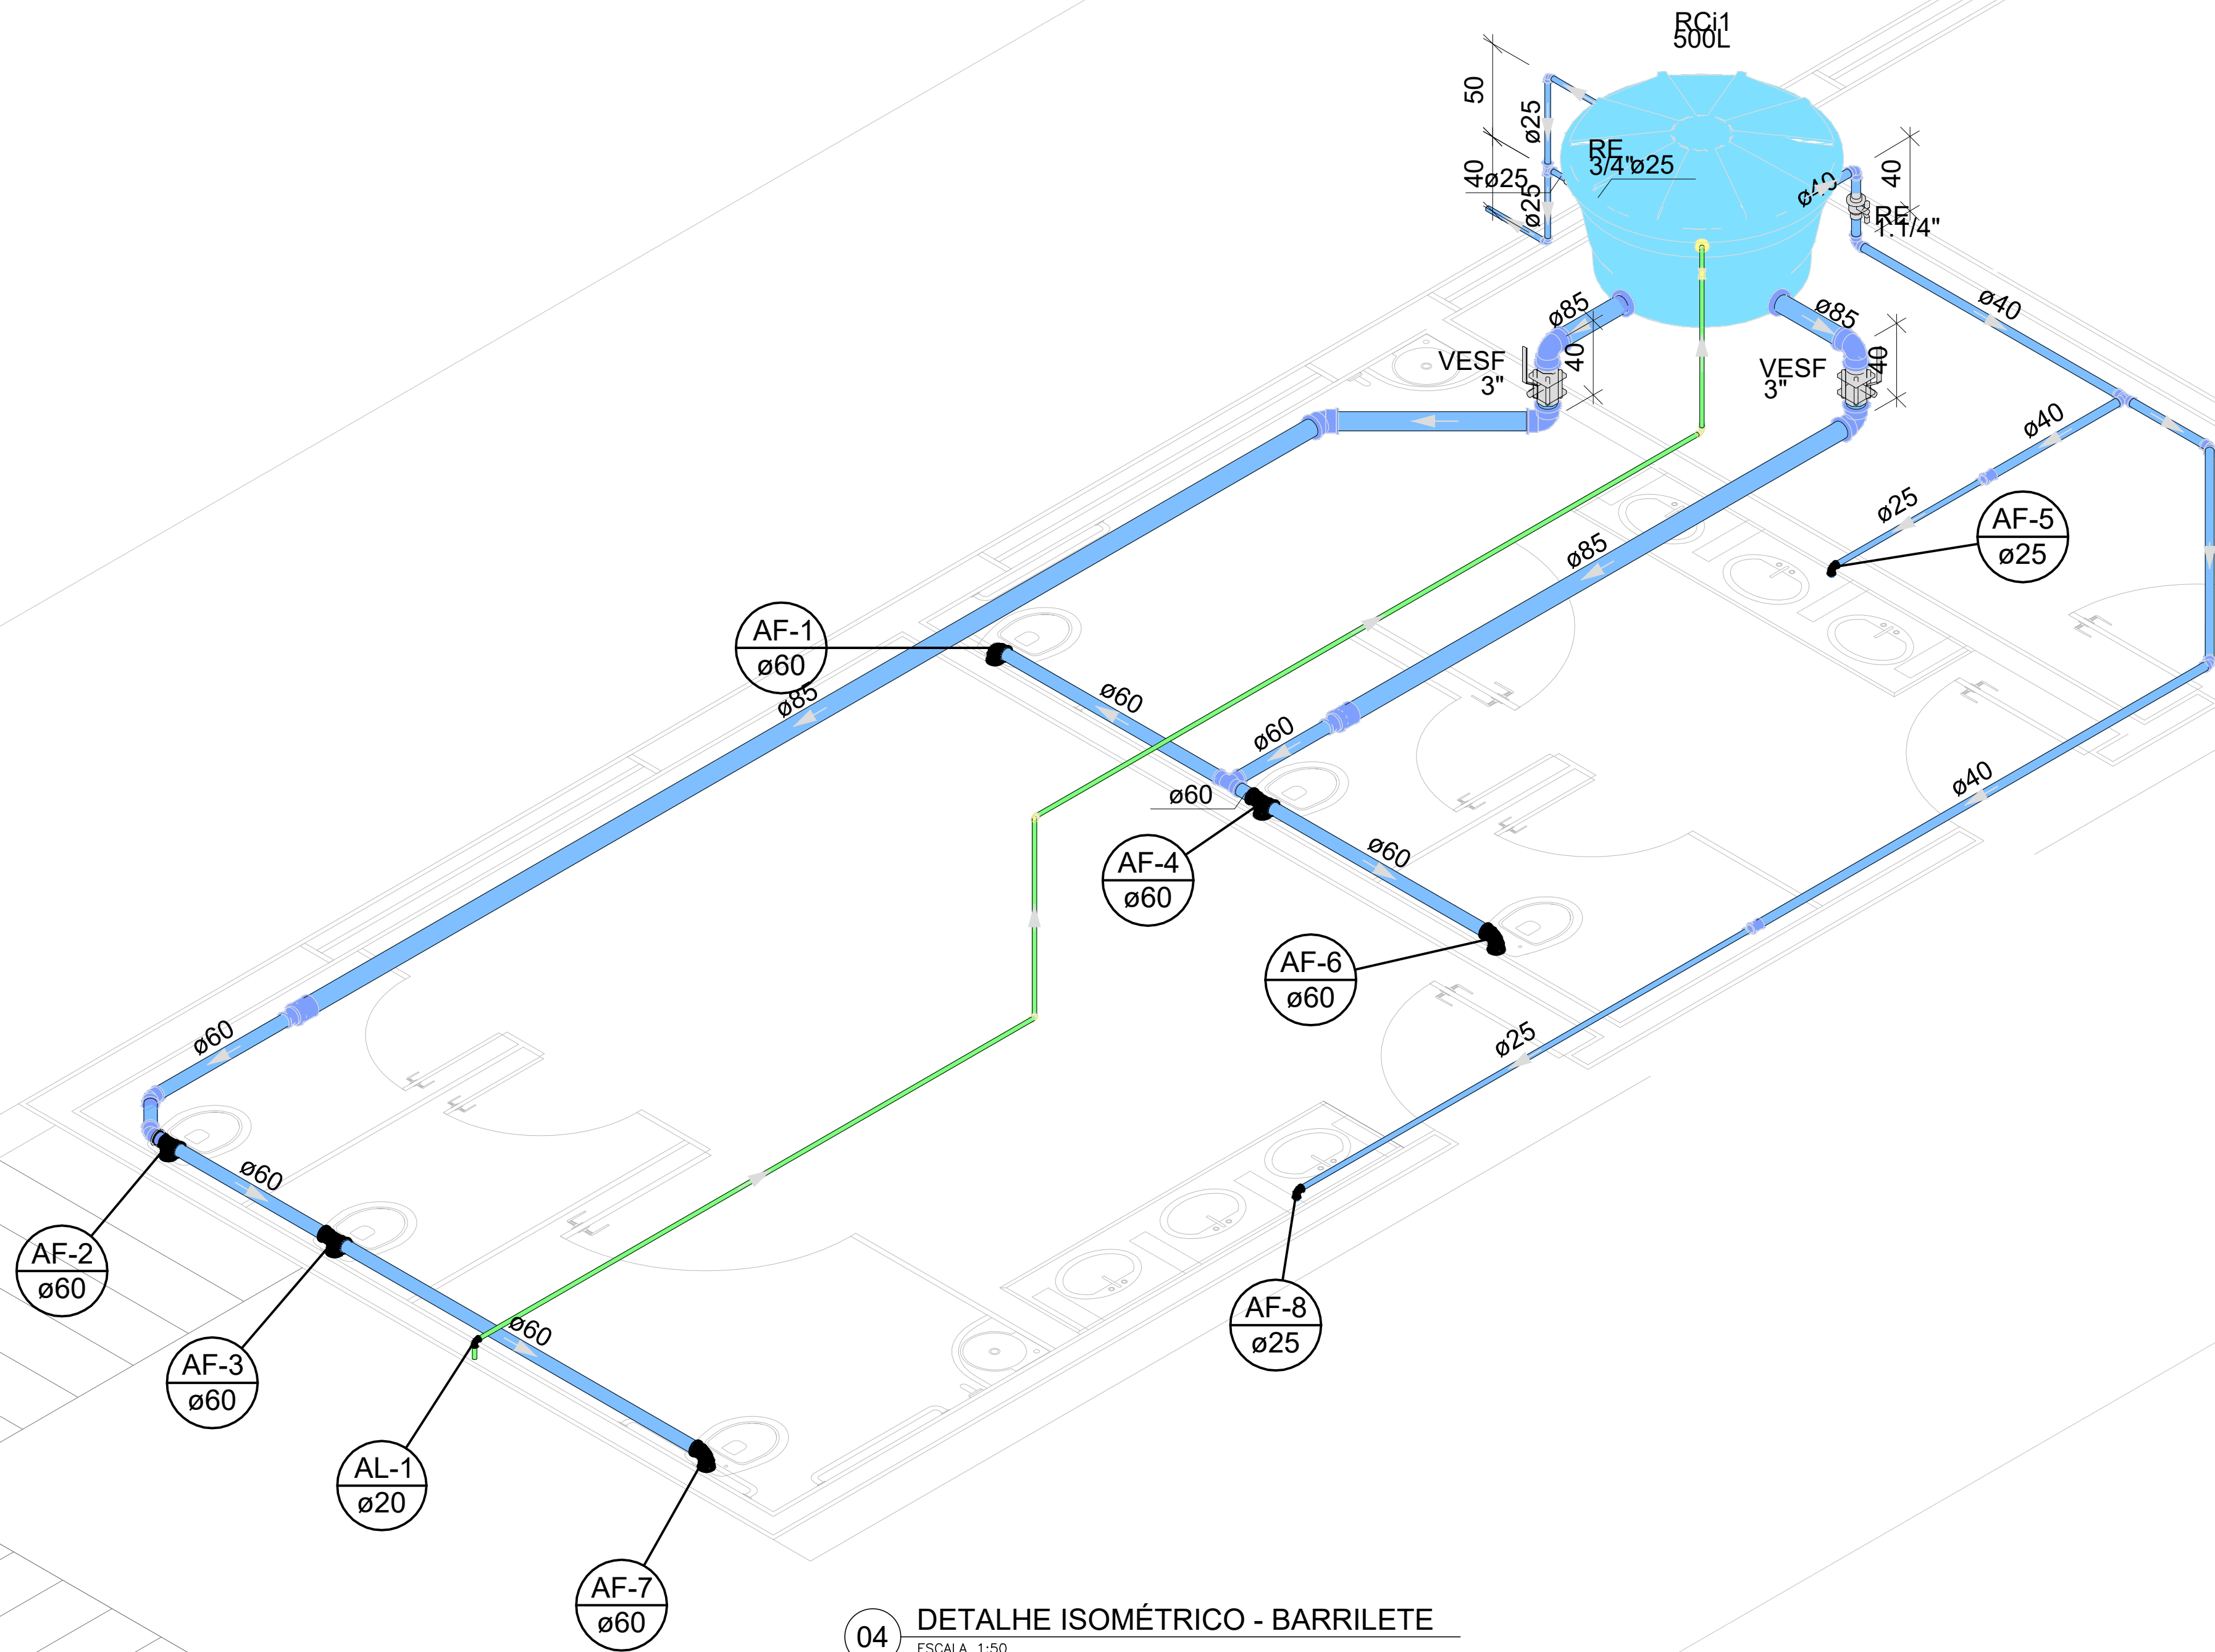 RCi1
500L
50
ø25
RE
3/4"ø25
40
ø25
ø25
ø40
40
RE
1.1/4"
ø40
ø85
ø85
40
40
VESF
3"
VESF
3"
ø40
ø25
AF-5
ø25
ø85
AF-1
ø60
ø85
ø60
ø60
ø60
ø40
AF-4
ø60
ø60
AF-6
ø60
ø60
ø25
ø60
AF-2
ø60
ø60
AF-8
ø25
AF-3
ø60
AL-1
ø20
AF-7
ø60
04
DETALHE ISOMÉTRICO - BARRILETE
ESCALA 1:50